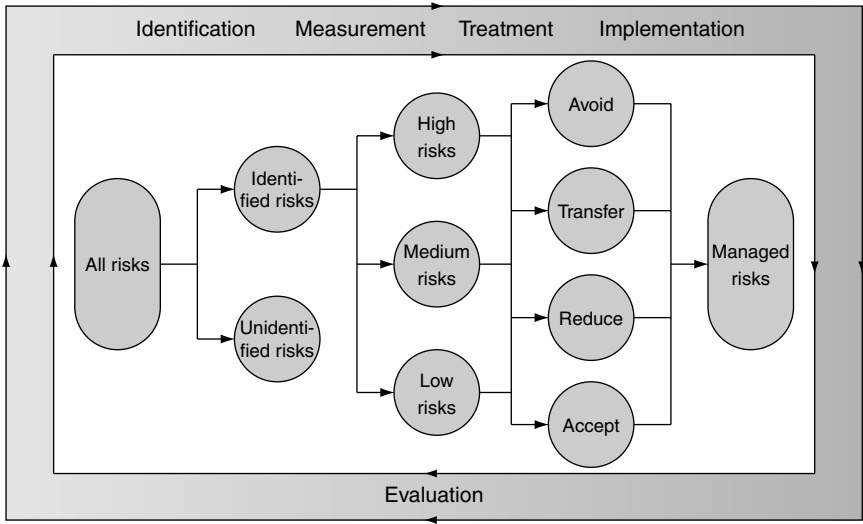 Identification Measurement Treatment Implementation
All risks
Identi-
fied risks
Unidenti-
fied risks
High
risks
Medium
risks
Low
risks
Avoid
Transfer
Reduce
Accept
Managed
risks
Evaluation